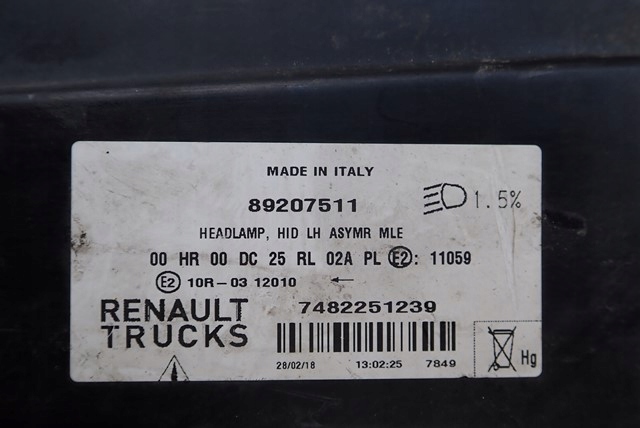 MADE IN ITALY
89207511
1.5%
HEADLAMP, HID LH ASYMR MLE
00 HR 00 DC 25 RL 02A PL E2: 11059
E2 10R-03 12010 ←
RENAULT TRUCKS
7482251239
28/02/18 13:02:25 7849
Hg